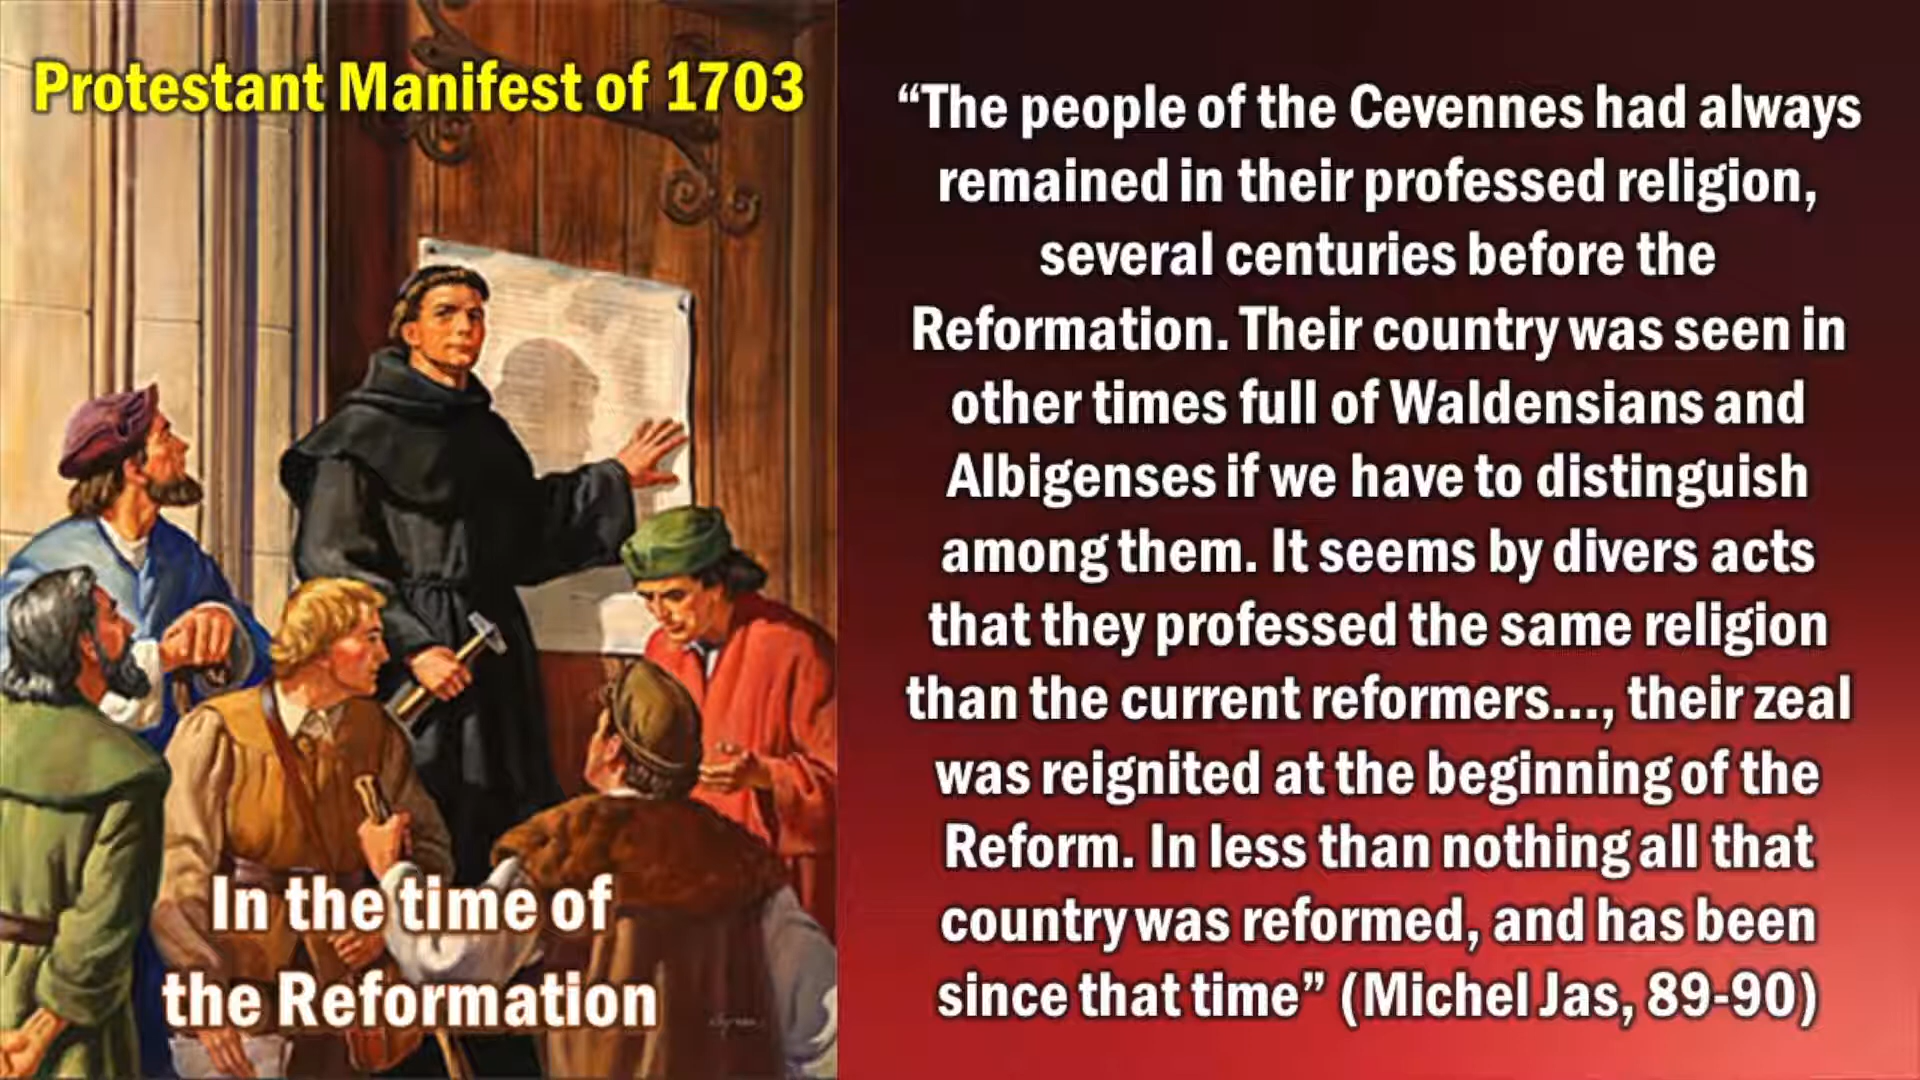 Protestant Manifest of 1703
In the time of
the Reformation
“The people of the Cevennes had always
remained in their professed religion,
several centuries before the
Reformation. Their country was seen in
other times full of Waldensians and
Albigenses if we have to distinguish
among them. It seems by divers acts
that they professed the same religion
than the current reformers..., their zeal
was reignited at the beginning of the
Reform. In less than nothing all that
country was reformed, and has been
since that time” (Michel Jas, 89-90)